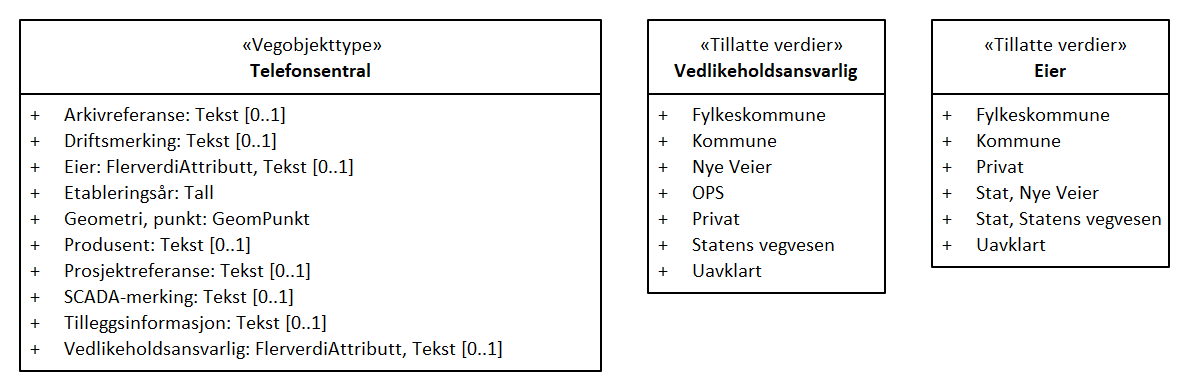 «Vegobjekttype»
Telefonsentral
+ Arkivreferanse: Tekst [0..1]
+ Driftsmerking: Tekst [0..1]
+ Eier: FlerverdiAttributt, Tekst [0..1]
+ Etableringsår: Tall
+ Geometri, punkt: GeomPunkt
+ Produsent: Tekst [0..1]
+ Prosjektreferanse: Tekst [0..1]
+ SCADA-merking: Tekst [0..1]
+ Tilleggsinformasjon: Tekst [0..1]
+ Vedlikeholdsansvarlig: FlerverdiAttributt, Tekst [0..1]
«Tillatte verdier»
Vedlikeholdsansvarlig
+ Fylkeskommune
+ Kommune
+ Nye Veier
+ OPS
+ Privat
+ Statens vegvesen
+ Uavklart
«Tillatte verdier»
Eier
+ Fylkeskommune
+ Kommune
+ Privat
+ Stat, Nye Veier
+ Stat, Statens vegvesen
+ Uavklart